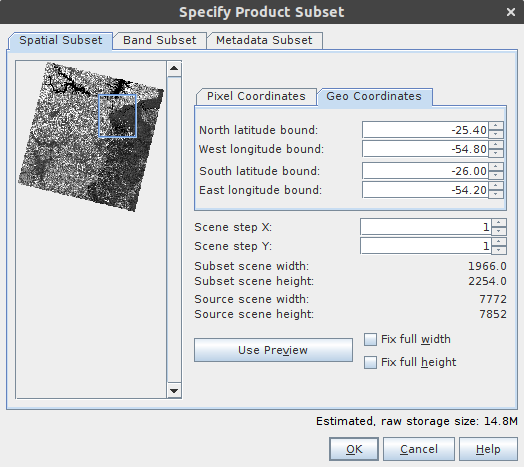 Specify Product Subset
Spatial Subset Band Subset Metadata Subset
Pixel Coordinates Geo Coordinates
North latitude bound: -25.40
West longitude bound: -54.80
South latitude bound: -26.00
East longitude bound: -54.20
Scene step X: 1
Scene step Y: 1
Subset scene width: 1966.0
Subset scene height: 2254.0
Source scene width: 7772
Source scene height: 7852
Use Preview
Fix full width
Fix full height
Estimated, raw storage size: 14.8M
OK Cancel Help